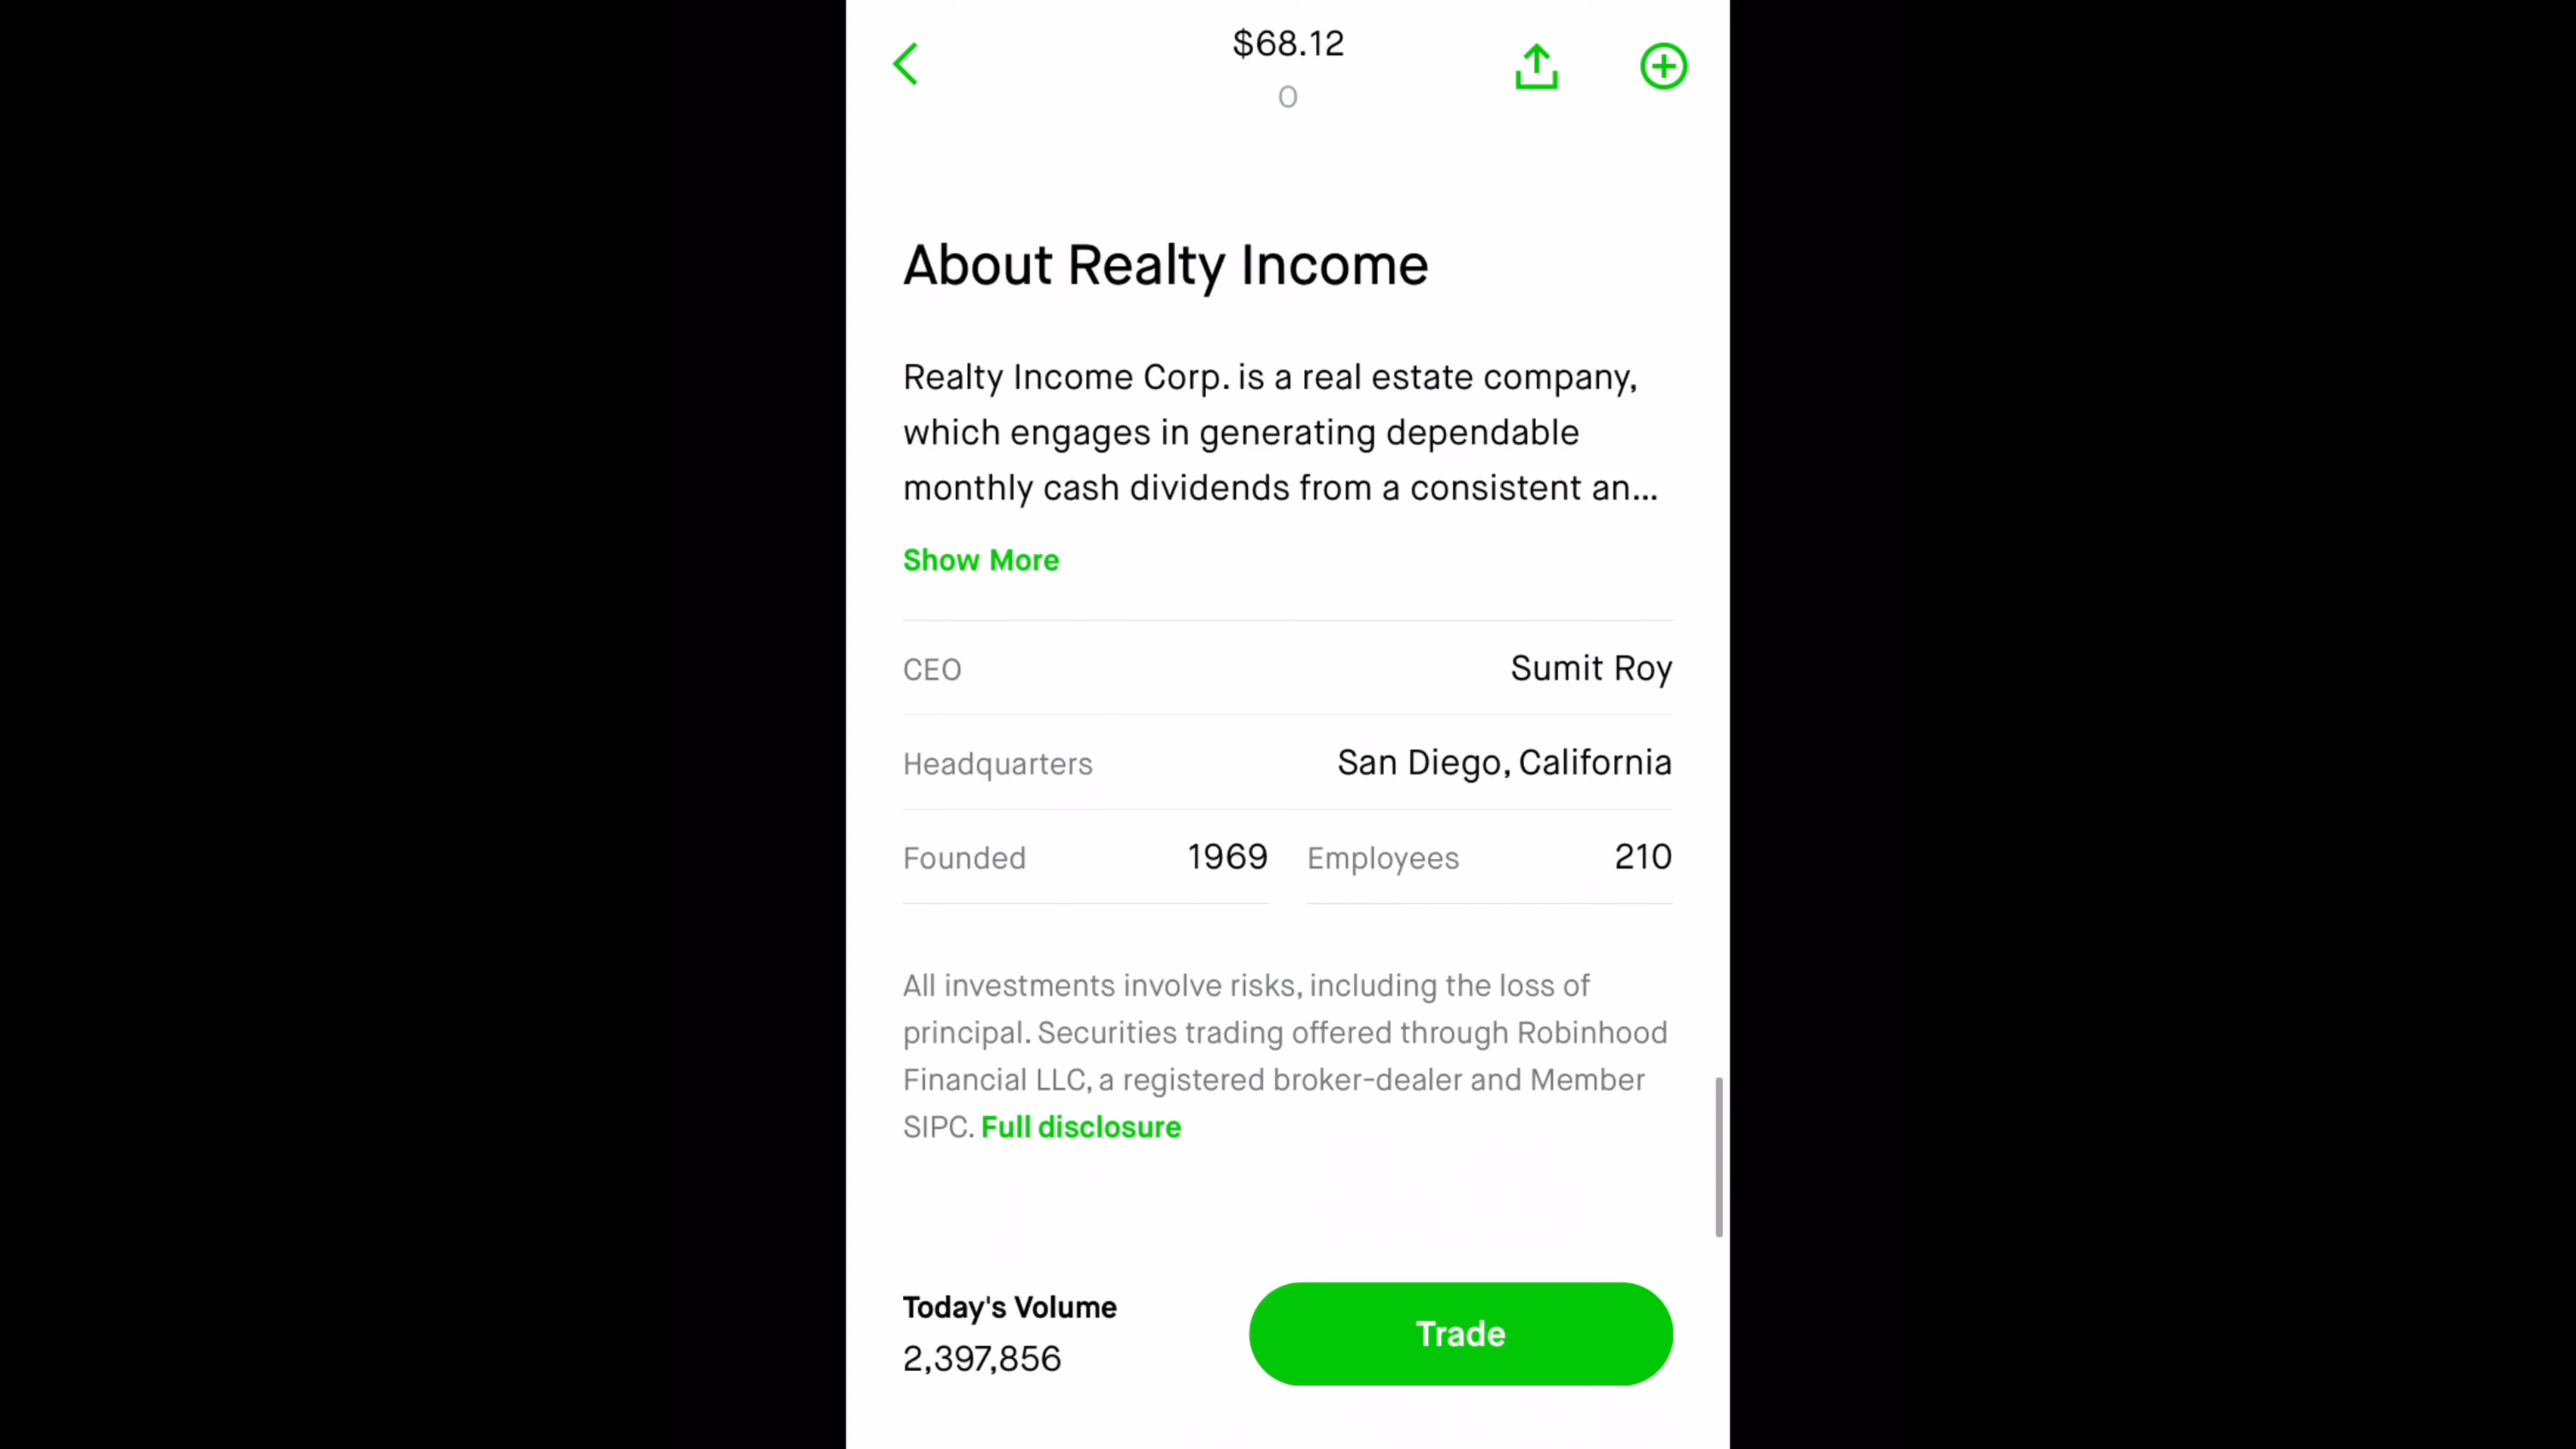 $68.12
O
About Realty Income
Realty Income Corp. is a real estate company,
which engages in generating dependable
monthly cash dividends from a consistent an...
Show More
CEO Sumit Roy
Headquarters San Diego, California
Founded 1969 Employees 210
All investments involve risks, including the loss of
principal. Securities trading offered through Robinhood
Financial LLC, a registered broker-dealer and Member
SIPC. Full disclosure
Today's Volume
2,397,856
Trade